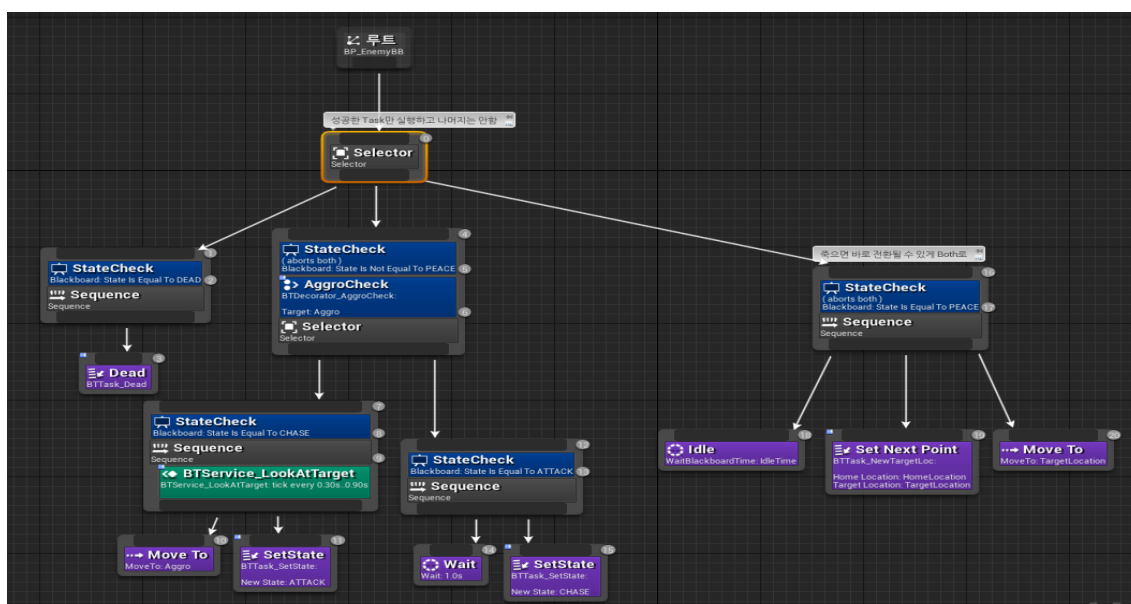 루트
BP_EnemyBB
성공한 Task만 실행하고 나머지는 안함
0
Selector
Selector
1
StateCheck
Blackboard: State Is Equal To DEAD
2
Sequence
Sequence
3
Dead
BTTask_Dead
4
StateCheck
( aborts both )
Blackboard: State Is Not Equal To PEACE
5
AggroCheck
BTDecorator_AggroCheck:
Target: Aggro
6
Selector
Selector
7
StateCheck
Blackboard: State Is Equal To CHASE
8
Sequence
Sequence
9
BTService_LookAtTarget
BTService_LookAtTarget: tick every 0.30s..0.90s
10
Move To
MoveTo: Aggro
11
SetState
BTTask_SetState:
New State: ATTACK
12
StateCheck
Blackboard: State Is Equal To ATTACK
13
Sequence
Sequence
14
Wait
Wait: 1.0s
15
SetState
BTTask_SetState:
New State: CHASE
죽으면 바로 전환될 수 있게 Both로
16
StateCheck
( aborts both )
Blackboard: State Is Equal To PEACE
17
Sequence
Sequence
18
Idle
WaitBlackboardTime: IdleTime
19
Set Next Point
BTTask_NewTargetLoc:
Home Location: HomeLocation
Target Location: TargetLocation
20
Move To
MoveTo: TargetLocation